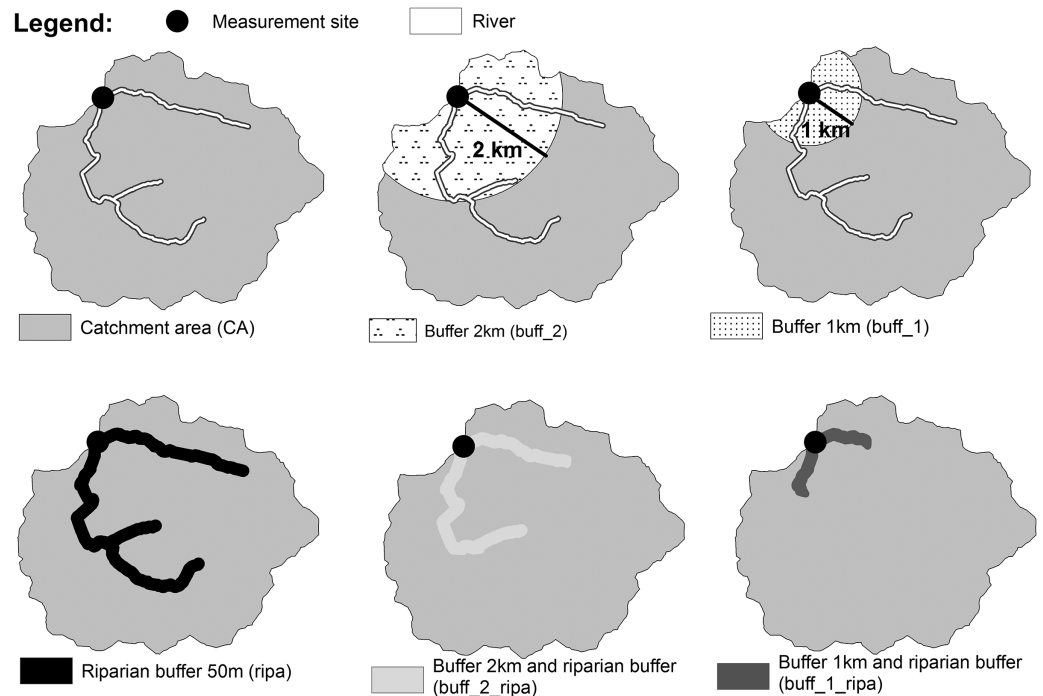 Legend: Measurement site River
2 km
1 km
Catchment area (CA)
Buffer 2km (buff_2)
Buffer 1km (buff_1)
Riparian buffer 50m (ripa)
Buffer 2km and riparian buffer
(buff_2_ripa)
Buffer 1km and riparian buffer
(buff_1_ripa)